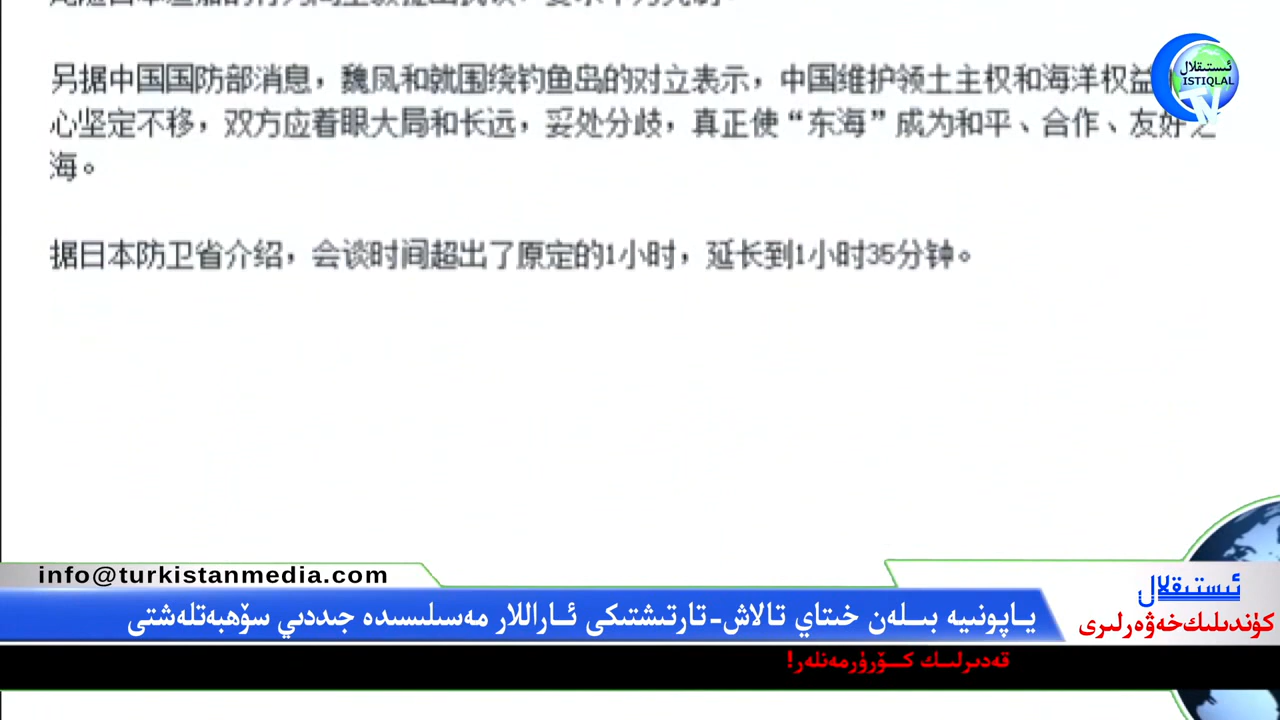 另据中国国防部消息，魏凤和就围绕钓鱼岛的对立表示，中国维护领土主权和海洋权益
心坚定不移，双方应着眼大局和长远，妥处分歧，真正使“东海”成为和平、合作、友好之
海。
据日本防卫省介绍，会谈时间超出了原定的1小时，延长到1小时35分钟。
ئىستىقلال
ISTIQLAL
TV
info@turkistanmedia.com
ئىستىقلال
كۈندىلىك خەۋەرلىرى
ياپونىيە بىلەن خىتاي تالاش-تارتىشتىكى ئاراللار مەسىلىسىدە جىددىي سۆھبەتلەشتى
قەدىرلىك كۆرۈرمەنلەر!